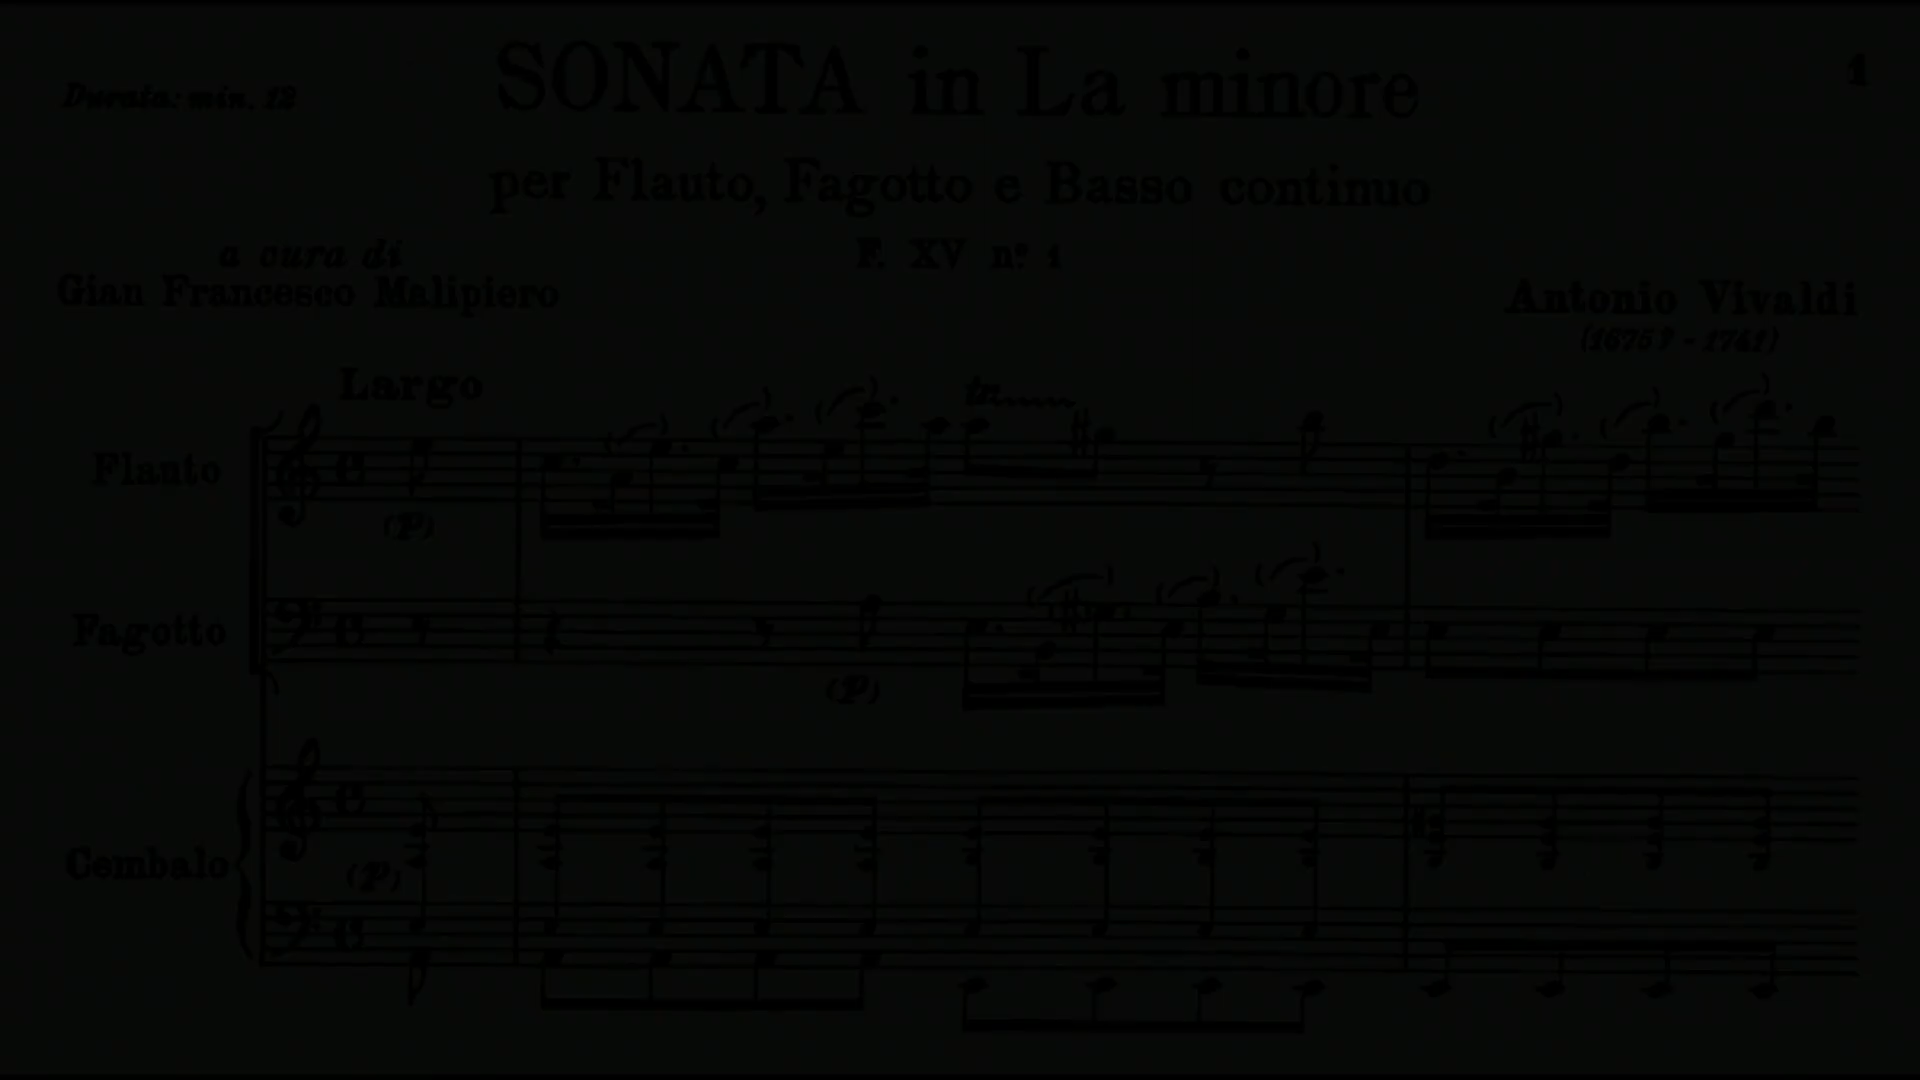 SONATA in La minore
1
Durata: min. 12
per Flauto, Fagotto e Basso continuo
F. XV nº 1
a cura di
Gian Francesco Malipiero
Antonio Vivaldi
(1675? - 1741)
Largo
tr
Flauto
(p)
Fagotto
(p)
Cembalo
(p)